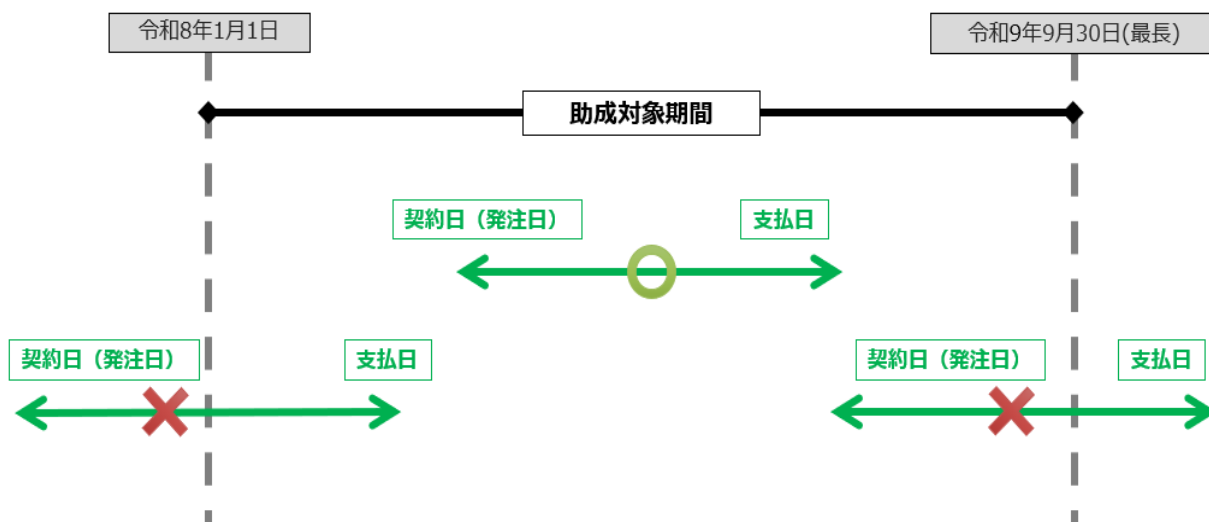 令和8年1月1日
令和9年9月30日(最長)
助成対象期間
契約日（発注日）
支払日
契約日（発注日）
支払日
契約日（発注日）
支払日